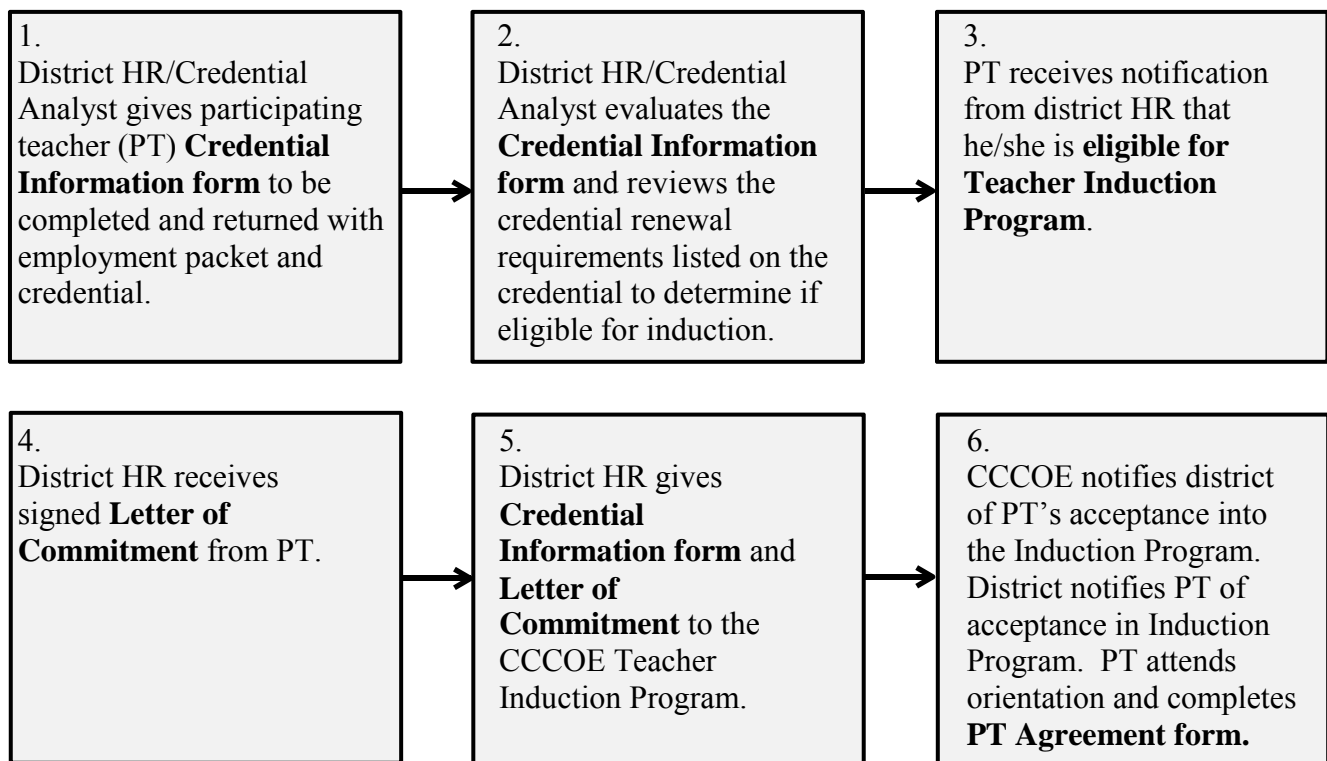 1.
District HR/Credential
Analyst gives participating
teacher (PT) Credential
Information form to be
completed and returned with
employment packet and
credential.
2.
District HR/Credential
Analyst evaluates the
Credential Information
form and reviews the
credential renewal
requirements listed on the
credential to determine if
eligible for induction.
3.
PT receives notification
from district HR that
he/she is eligible for
Teacher Induction
Program.
4.
District HR receives
signed Letter of
Commitment from PT.
5.
District HR gives
Credential
Information form and
Letter of
Commitment to the
CCCOE Teacher
Induction Program.
6.
CCCOE notifies district
of PT’s acceptance into
the Induction Program.
District notifies PT of
acceptance in Induction
Program.  PT attends
orientation and completes
PT Agreement form.